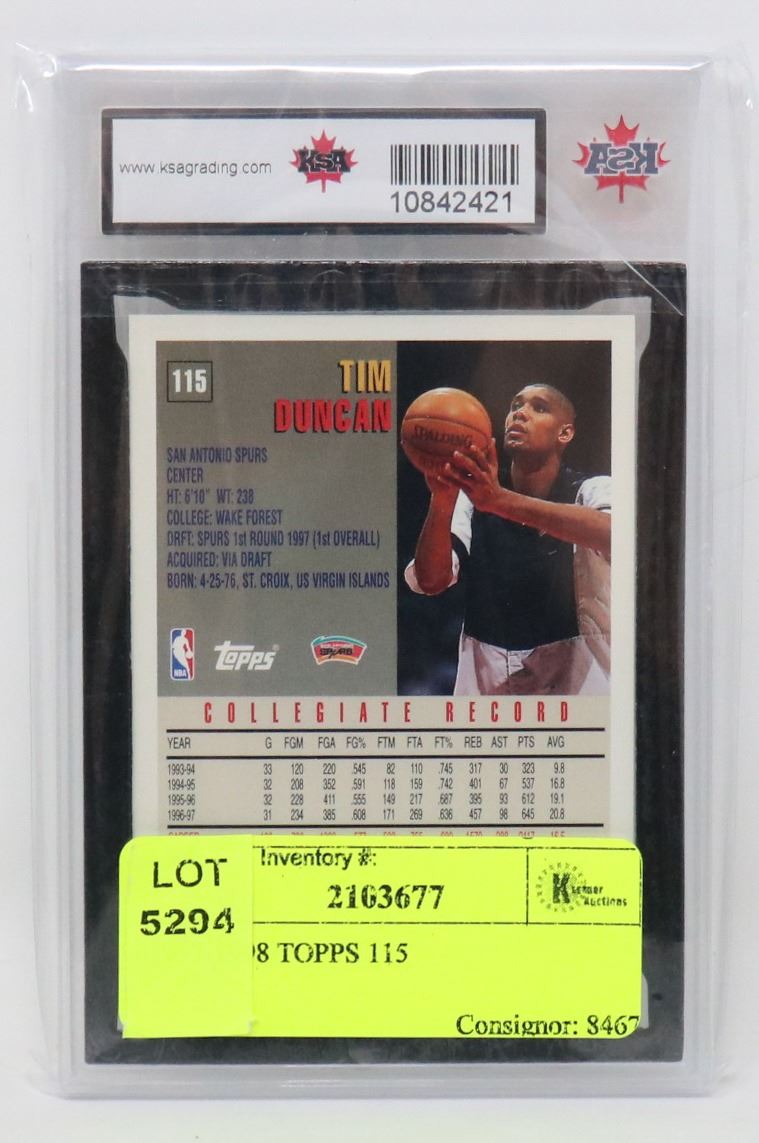 www.ksagrading.com
KSA
10842421
KSA
115
TIM
DUNCAN
SPALDING
SAN ANTONIO SPURS
CENTER
HT: 6'10" WT: 238
COLLEGE: WAKE FOREST
DRFT: SPURS 1st ROUND 1997 (1st OVERALL)
ACQUIRED: VIA DRAFT
BORN: 4-25-76, ST. CROIX, US VIRGIN ISLANDS
NBA
Topps
SPURS
COLLEGIATE RECORD
YEAR G FGM FGA FG% FTM FTA FT% REB AST PTS AVG
1993-94 33 120 220 .545 82 110 .745 317 30 323 9.8
1994-95 32 208 352 .591 118 159 .742 401 67 537 16.8
1995-96 32 228 411 .555 149 217 .687 395 93 612 19.1
1996-97 31 234 385 .608 171 269 .636 457 98 645 20.8
LOT
5294
Inventory #:
2103677
Auctions
98 TOPPS 115
Consignor: 8467